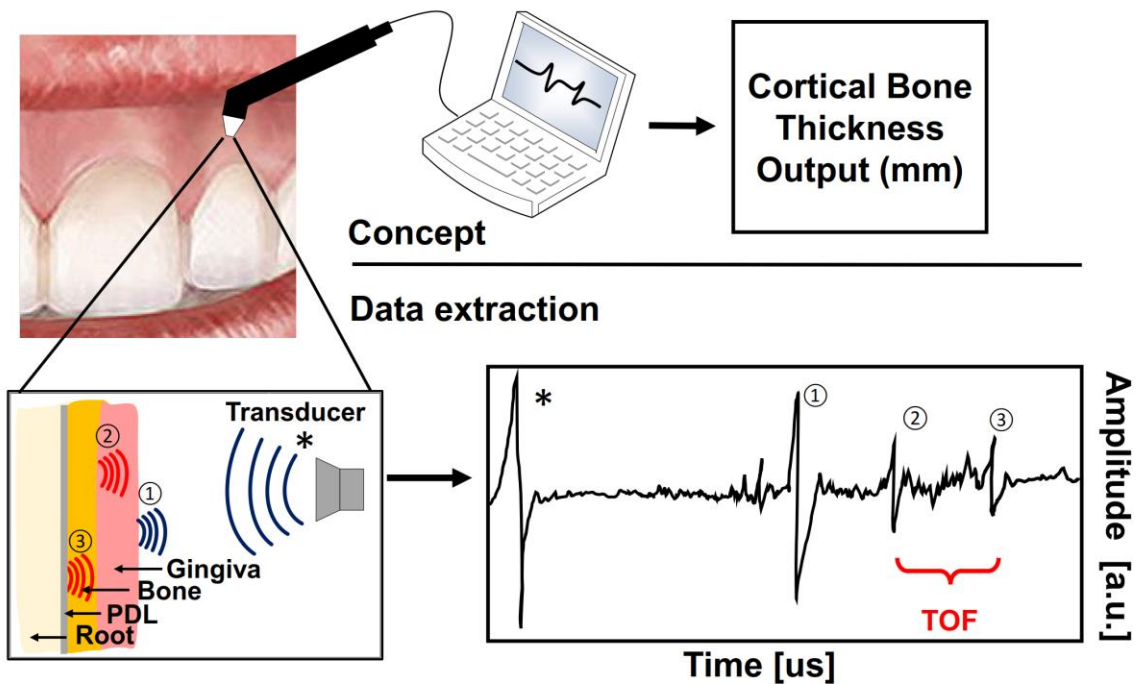 Cortical Bone
Thickness
Output (mm)
Concept
Data extraction
Transducer
*
②
①
③
Gingiva
Bone
PDL
Root
*
①
②
③
TOF
Amplitude [a.u.]
Time [us]